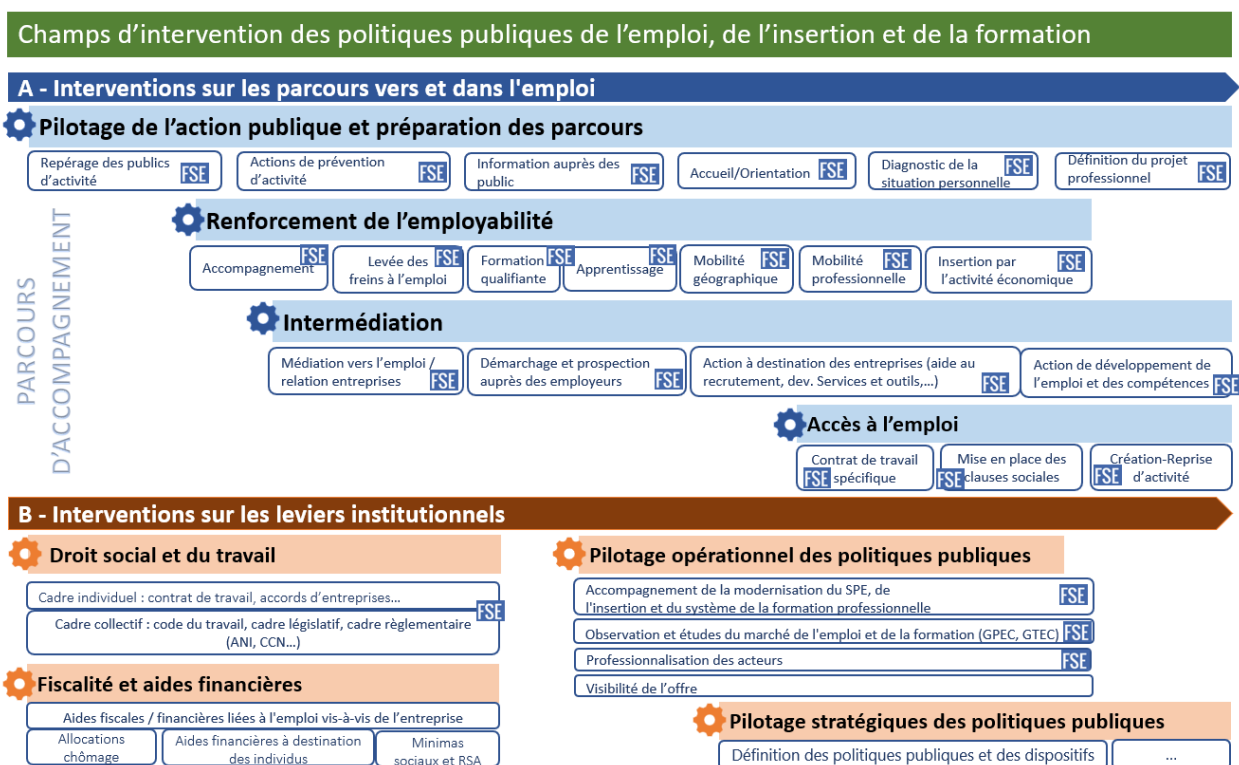 Champs d'intervention des politiques publiques de l'emploi, de l'insertion et de la formation
A - Interventions sur les parcours vers et dans l'emploi
Pilotage de l'action publique et préparation des parcours
Repérage des publics
d'activité
FSE
Actions de prévention
d'activité
FSE
Information auprès des
public
FSE
Accueil/Orientation
FSE
Diagnostic de la
situation personnelle
FSE
Définition du projet
professionnel
FSE
PARCOURS
D'ACCOMPAGNEMENT
Renforcement de l'employabilité
Accompagnement
FSE
Levée des
freins à l'emploi
FSE
Formation
qualifiante
FSE
Apprentissage
FSE
Mobilité
géographique
FSE
Mobilité
professionnelle
FSE
Insertion par
l'activité économique
FSE
Intermédiation
Médiation vers l'emploi /
relation entreprises
FSE
Démarchage et prospection
auprès des employeurs
FSE
Action à destination des entreprises (aide au
recrutement, dev. Services et outils,...)
FSE
Action de développement de
l'emploi et des compétences
FSE
Accès à l'emploi
Contrat de travail
spécifique
FSE
Mise en place des
clauses sociales
FSE
Création-Reprise
d'activité
FSE
B - Interventions sur les leviers institutionnels
Droit social et du travail
Cadre individuel : contrat de travail, accords d'entreprises...
Cadre collectif : code du travail, cadre législatif, cadre règlementaire
(ANI, CCN...)
FSE
Fiscalité et aides financières
Aides fiscales / financières liées à l'emploi vis-à-vis de l'entreprise
Allocations
chômage
Aides financières à destination
des individus
Minimas
sociaux et RSA
Pilotage opérationnel des politiques publiques
Accompagnement de la modernisation du SPE, de
l'insertion et du système de la formation professionnelle
FSE
Observation et études du marché de l'emploi et de la formation (GPEC, GTEC)
FSE
Professionnalisation des acteurs
FSE
Visibilité de l'offre
Pilotage stratégiques des politiques publiques
Définition des politiques publiques et des dispositifs
...